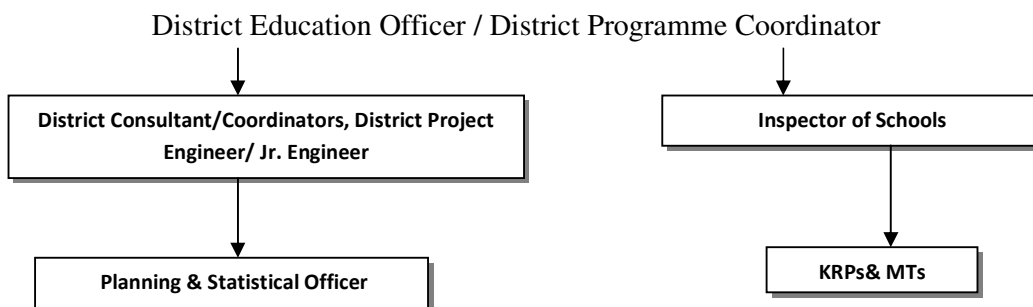 District Education Officer / District Programme Coordinator
District Consultant/Coordinators, District Project
Engineer/ Jr. Engineer
Inspector of Schools
Planning & Statistical Officer
KRPs& MTs